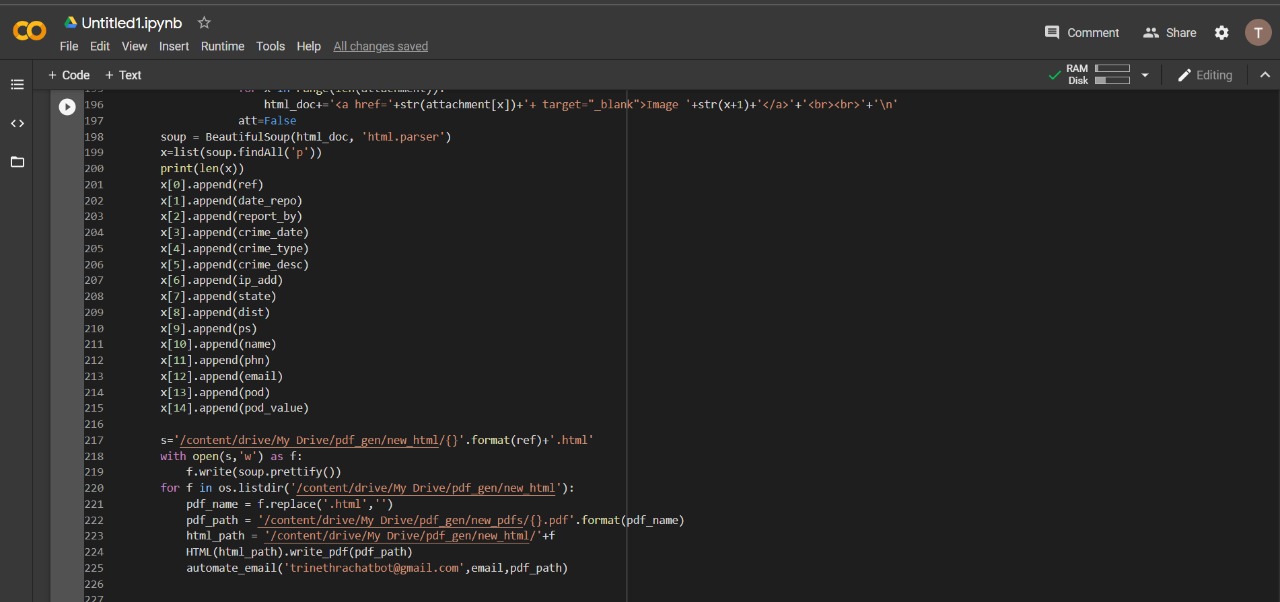 CO Untitled1.ipynb
File Edit View Insert Runtime Tools Help All changes saved
Comment Share T
+ Code + Text
RAM
Disk
Editing
195 for x in range(len(attachment)):
196 html_doc+='<a href='+str(attachment[x])+'+ target="_blank">Image '+str(x+1)+'</a>'+'<br><br>'+'\n'
197 att=False
198 soup = BeautifulSoup(html_doc, 'html.parser')
199 x=list(soup.findAll('p'))
200 print(len(x))
201 x[0].append(ref)
202 x[1].append(date_repo)
203 x[2].append(report_by)
204 x[3].append(crime_date)
205 x[4].append(crime_type)
206 x[5].append(crime_desc)
207 x[6].append(ip_add)
208 x[7].append(state)
209 x[8].append(dist)
210 x[9].append(ps)
211 x[10].append(name)
212 x[11].append(phn)
213 x[12].append(email)
214 x[13].append(pod)
215 x[14].append(pod_value)
216
217 s='/content/drive/My Drive/pdf_gen/new_html/{}'.format(ref)+'.html'
218 with open(s,'w') as f:
219 f.write(soup.prettify())
220 for f in os.listdir('/content/drive/My Drive/pdf_gen/new_html'):
221 pdf_name = f.replace('.html','')
222 pdf_path = '/content/drive/My Drive/pdf_gen/new_pdfs/{}.pdf'.format(pdf_name)
223 html_path = '/content/drive/My Drive/pdf_gen/new_html/'+f
224 HTML(html_path).write_pdf(pdf_path)
225 automate_email('trinethrachatbot@gmail.com',email,pdf_path)
226
227